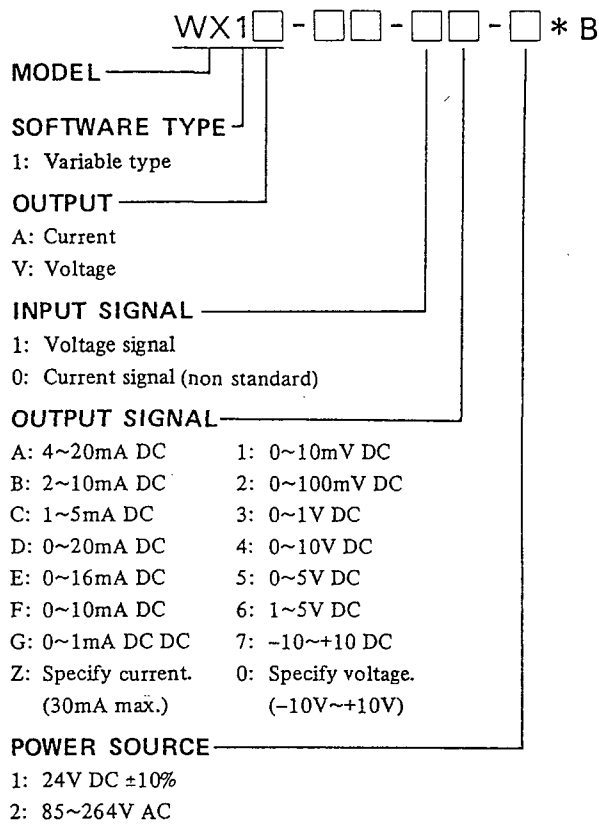 WX1□-□□-□□-□*B
MODEL
SOFTWARE TYPE
1: Variable type
OUTPUT
A: Current
V: Voltage
INPUT SIGNAL
1: Voltage signal
0: Current signal (non standard)
OUTPUT SIGNAL
A: 4~20mA DC 1: 0~10mV DC
B: 2~10mA DC 2: 0~100mV DC
C: 1~5mA DC 3: 0~1V DC
D: 0~20mA DC 4: 0~10V DC
E: 0~16mA DC 5: 0~5V DC
F: 0~10mA DC 6: 1~5V DC
G: 0~1mA DC DC 7: -10~+10 DC
Z: Specify current. 0: Specify voltage.
(30mA max.) (-10V~+10V)
POWER SOURCE
1: 24V DC ±10%
2: 85~264V AC